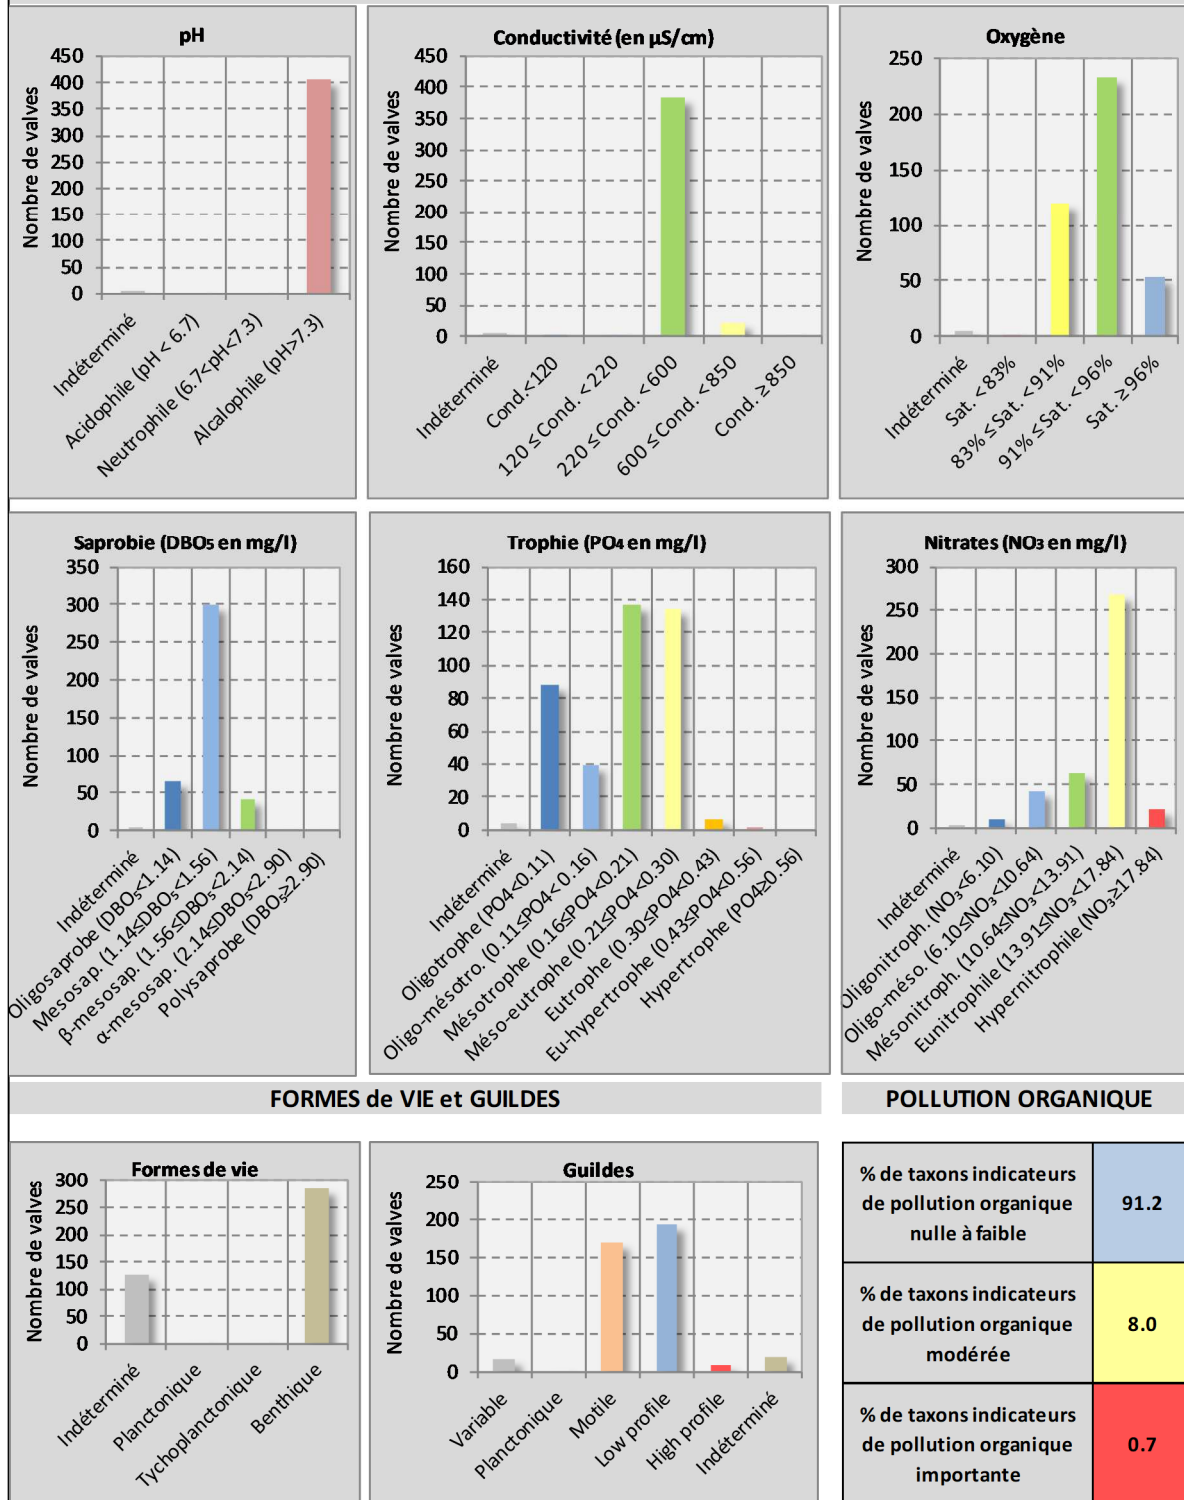 pH
Nombre de valves
450
400
350
300
250
200
150
100
50
0
Indéterminé
Acidophile (pH < 6.7)
Neutrophile (6.7<pH<7.3)
Alcalophile (pH>7.3)
Conductivité (en µS/cm)
Nombre de valves
450
400
350
300
250
200
150
100
50
0
Indéterminé
Cond.<120
120 ≤ Cond. < 220
220 ≤ Cond. < 600
600 ≤ Cond. < 850
Cond. ≥ 850
Oxygène
Nombre de valves
250
200
150
100
50
0
Indéterminé
Sat. < 83%
83% ≤ Sat. < 91%
91% ≤ Sat. < 96%
Sat. ≥ 96%
Saprobie (DBO₅ en mg/l)
Nombre de valves
350
300
250
200
150
100
50
0
Indéterminé
Oligosaprobe (DBO₅≤1.14)
Mesosap. (1.14≤DBO₅<1.56)
β-mesosap. (1.56≤DBO₅<2.14)
α-mesosap. (2.14≤DBO₅<2.90)
Polysaprobe (DBO₅≥2.90)
Trophie (PO4 en mg/l)
Nombre de valves
160
140
120
100
80
60
40
20
0
Indéterminé
Oligotrophe (PO4<0.11)
Oligo-mésotro. (0.11≤PO4< 0.16)
Mésotrophe (0.16≤PO4<0.21)
Méso-eutrophe (0.21≤PO4<0.30)
Eutrophe (0.30≤PO4<0.43)
Eu-hypertrophe (0.43≤PO4<0.56)
Hypertrophe (PO4≥0.56)
Nitrates (NO₃ en mg/l)
Nombre de valves
300
250
200
150
100
50
0
Indéterminé
Oligonitroph. (NO₃<6.10)
Oligo-méso. (6.10≤NO₃<10.64)
Mésonitroph. (10.64≤NO₃<13.91)
Eunitrophile (13.91≤NO₃<17.84)
Hypernitrophile (NO₃≥17.84)
FORMES de VIE et GUILDES
POLLUTION ORGANIQUE
Formes de vie
Nombre de valves
300
250
200
150
100
50
0
Indéterminé
Planctonique
Tychoplanctonique
Benthique
Guildes
Nombre de valves
250
200
150
100
50
0
Variable
Planctonique
Motile
Low profile
High profile
Indéterminé
% de taxons indicateurs
de pollution organique
nulle à faible
91.2
% de taxons indicateurs
de pollution organique
modérée
8.0
% de taxons indicateurs
de pollution organique
importante
0.7